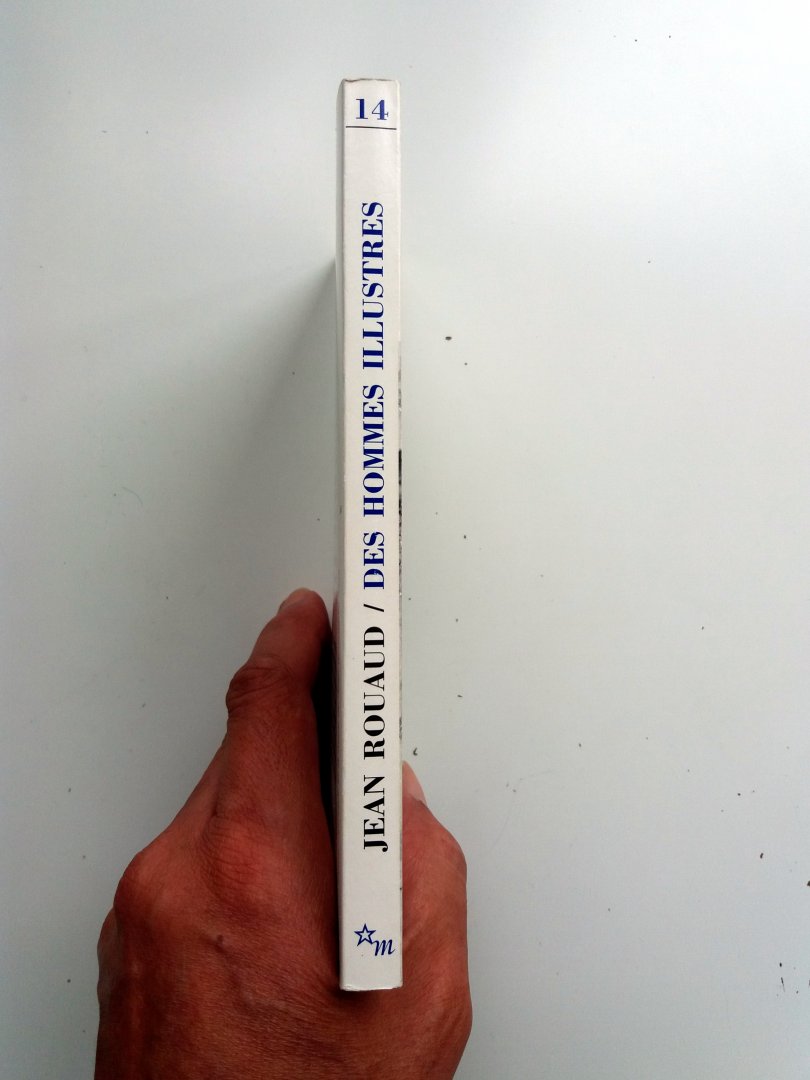 14
JEAN ROUAUD / DES HOMMES ILLUSTRES
m